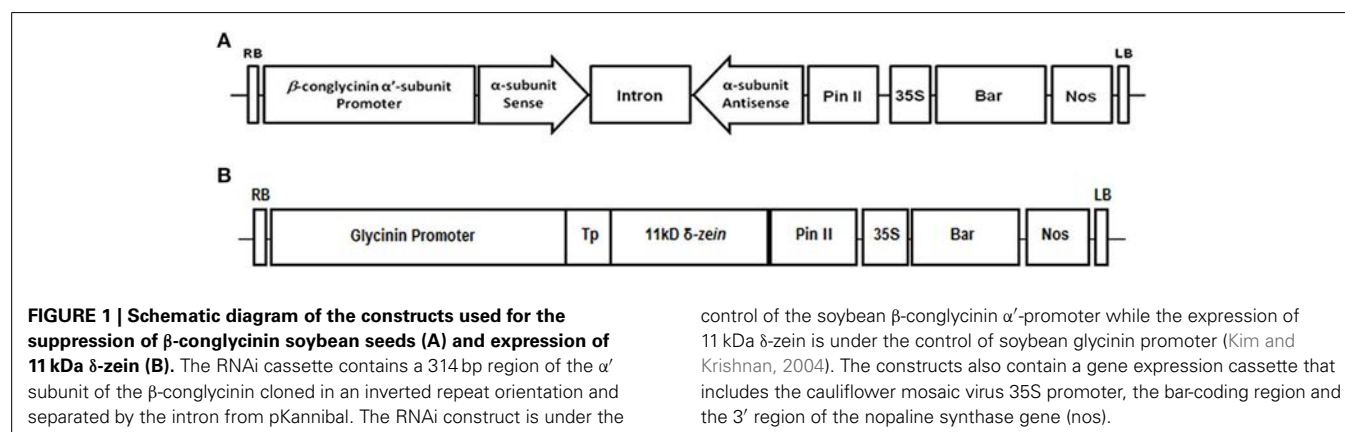 A
RB
LB
β-conglycinin α′-subunit
Promoter
α-subunit
Sense
Intron
α-subunit
Antisense
Pin II
35S
Bar
Nos
B
RB
LB
Glycinin Promoter
Tp
11kD δ-zein
Pin II
35S
Bar
Nos
FIGURE 1 | Schematic diagram of the constructs used for the
suppression of β-conglycinin soybean seeds (A) and expression of
11 kDa δ-zein (B). The RNAi cassette contains a 314 bp region of the α′
subunit of the β-conglycinin cloned in an inverted repeat orientation and
separated by the intron from pKannibal. The RNAi construct is under the
control of the soybean β-conglycinin α′-promoter while the expression of
11 kDa δ-zein is under the control of soybean glycinin promoter (Kim and
Krishnan, 2004). The constructs also contain a gene expression cassette that
includes the cauliflower mosaic virus 35S promoter, the bar-coding region and
the 3′ region of the nopaline synthase gene (nos).